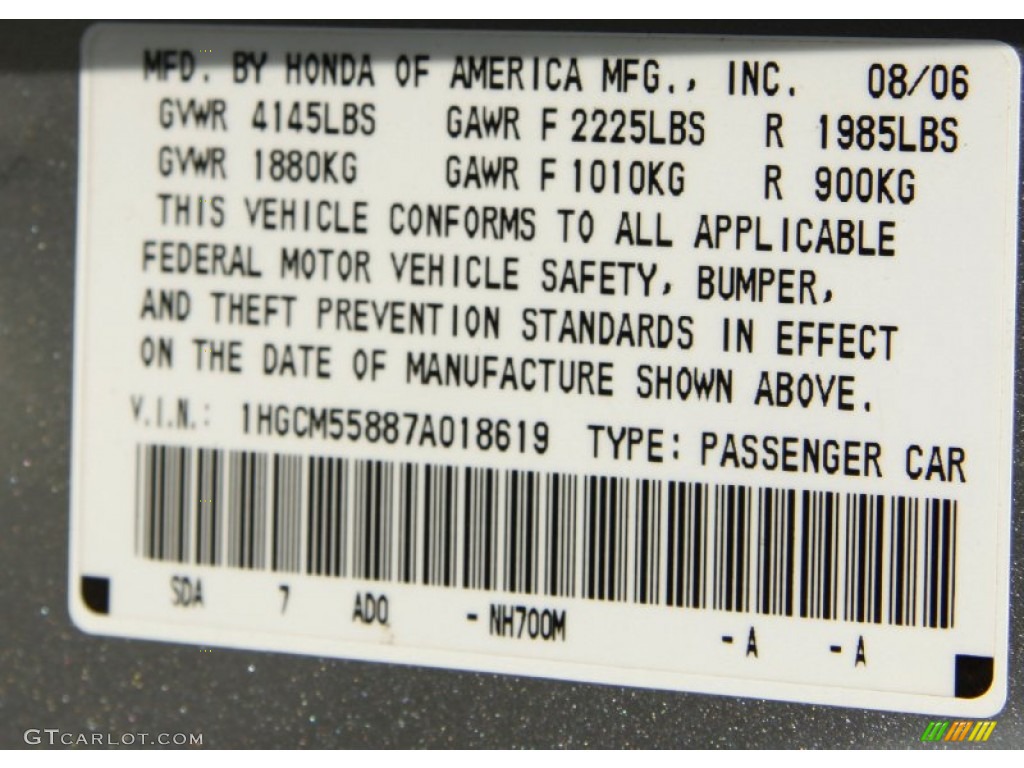 MFD. BY HONDA OF AMERICA MFG., INC. 08/06
GVWR 4145LBS GAWR F 2225LBS R 1985LBS
GVWR 1880KG GAWR F 1010KG R 900KG
THIS VEHICLE CONFORMS TO ALL APPLICABLE
FEDERAL MOTOR VEHICLE SAFETY, BUMPER,
AND THEFT PREVENTION STANDARDS IN EFFECT
ON THE DATE OF MANUFACTURE SHOWN ABOVE.
V.I.N.: 1HGCM55887A018619 TYPE: PASSENGER CAR
SDA 7 ADQ -NH700M -A -A
GTCARLOT.COM